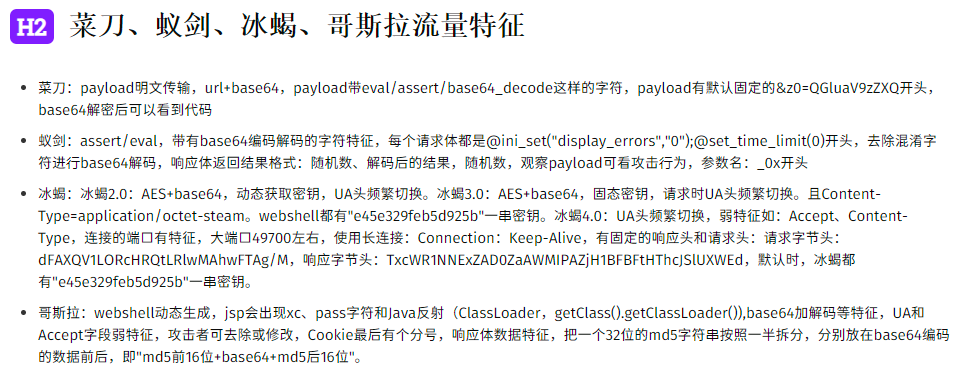 H2 菜刀、蚁剑、冰蝎、哥斯拉流量特征
菜刀：payload明文传输，url+base64，payload带eval/assert/base64_decode这样的字符，payload有默认固定的&z0=QGluaV9zZXQ开头，
base64解密后可以看到代码
蚁剑：assert/eval，带有base64编码解码的字符特征，每个请求体都是@ini_set("display_errors","0");@set_time_limit(0)开头，去除混淆字
符进行base64解码，响应体返回结果格式：随机数、解码后的结果，随机数，观察payload可看攻击行为，参数名：_0x开头
冰蝎：冰蝎2.0：AES+base64，动态获取密钥，UA头频繁切换。冰蝎3.0：AES+base64，固态密钥，请求时UA头频繁切换。且Content-
Type=application/octet-steam。webshell都有"e45e329feb5d925b"一串密钥。冰蝎4.0：UA头频繁切换，弱特征如：Accept、Content-
Type，连接的端口有特征，大端口49700左右，使用长连接：Connection：Keep-Alive，有固定的响应头和请求头：请求字节头：
dFAXQV1LORcHRQtLRlwMAhwFTAg/M，响应字节头：TxcWR1NNExZAD0ZaAWMIPAZjH1BFBFtHThcJSlUXWEd，默认时，冰蝎都
有"e45e329feb5d925b"一串密钥。
哥斯拉：webshell动态生成，jsp会出现xc、pass字符和Java反射（ClassLoader，getClass().getClassLoader()),base64加解码等特征，UA和
Accept字段弱特征，攻击者可去除或修改，Cookie最后有个分号，响应体数据特征，把一个32位的md5字符串按照一半拆分，分别放在base64编码
的数据前后，即"md5前16位+base64+md5后16位"。